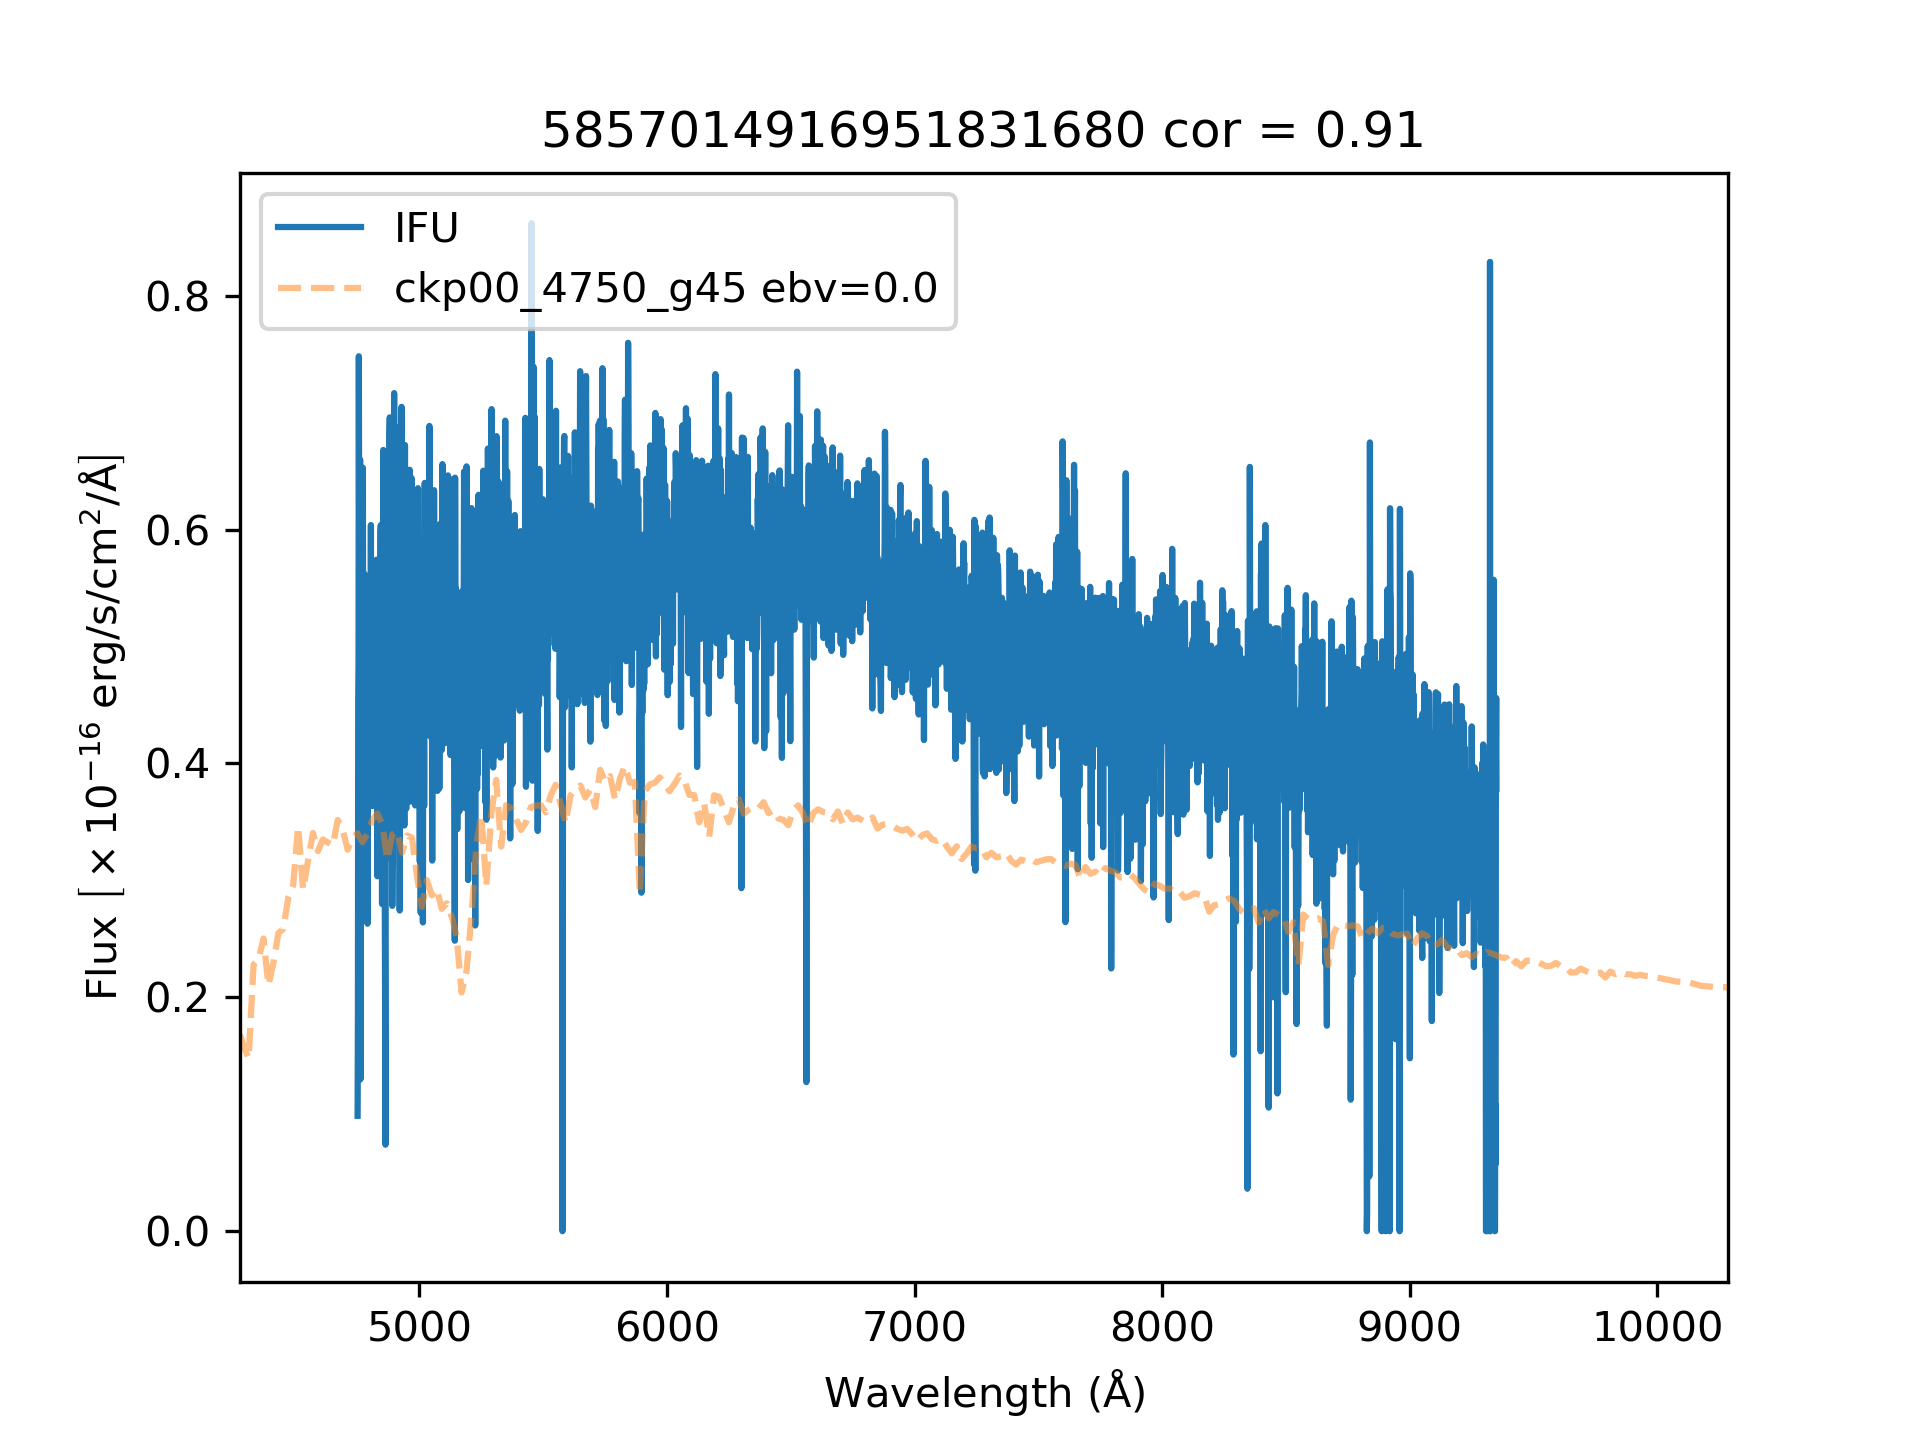 5857014916951831680 cor = 0.91
IFU
ckp00_4750_g45 ebv=0.0
0.8
0.6
0.4
0.2
0.0
Flux [× 10⁻¹⁶ erg/s/cm²/Å]
5000 6000 7000 8000 9000 10000
Wavelength (Å)